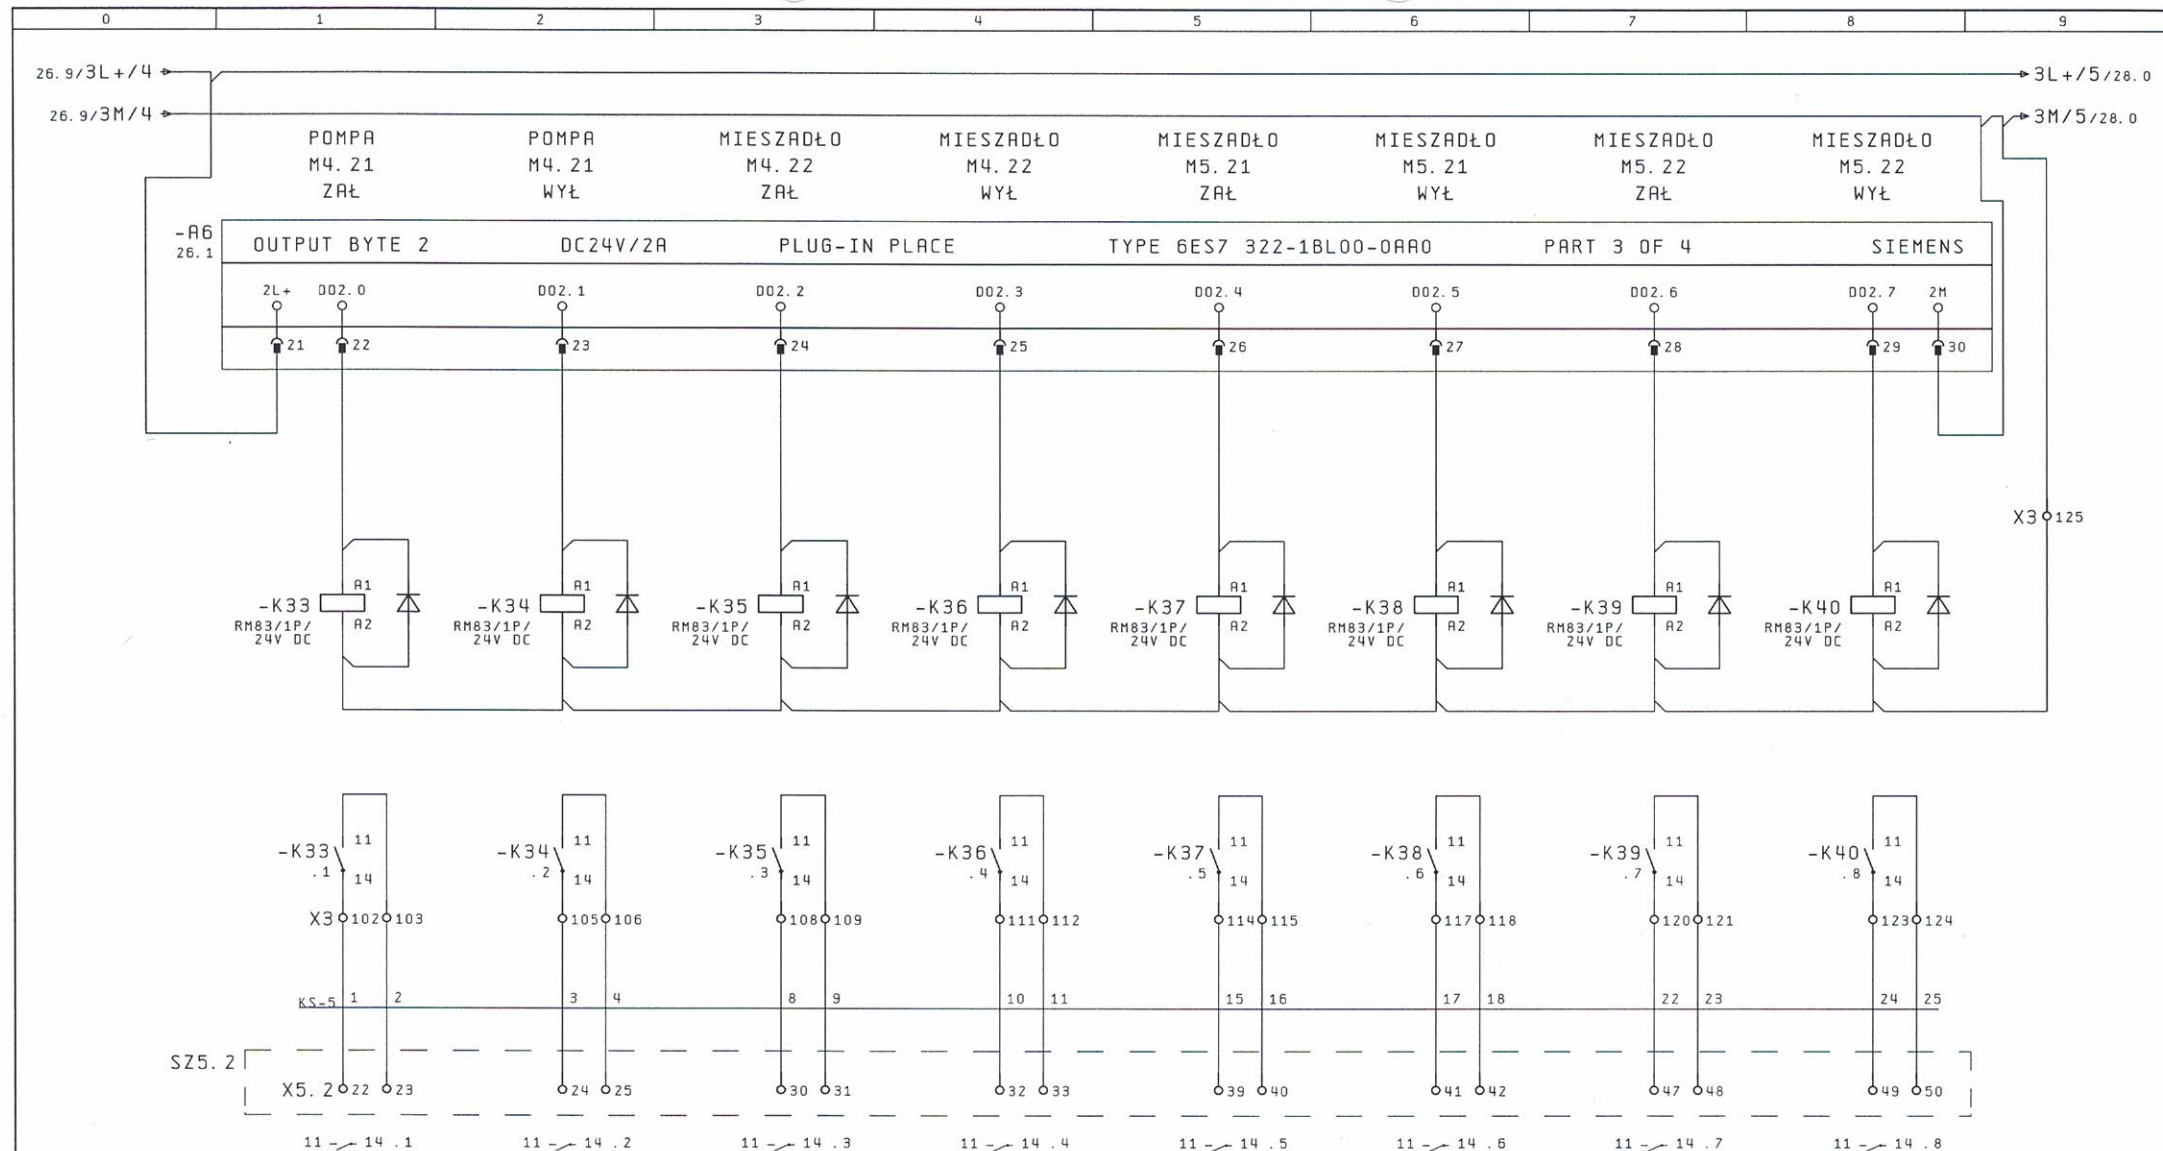 0 1 2 3 4 5 6 7 8 9
26.9/3L+/4 3L+/5/28.0
26.9/3M/4 3M/5/28.0
POMPA POMPA MIESZADŁO MIESZADŁO MIESZADŁO MIESZADŁO MIESZADŁO MIESZADŁO
M4.21 M4.21 M4.22 M4.22 M5.21 M5.21 M5.22 M5.22
ZAŁ WYŁ ZAŁ WYŁ ZAŁ WYŁ ZAŁ WYŁ
-A6
26.1
OUTPUT BYTE 2 DC24V/2A PLUG-IN PLACE TYPE 6ES7 322-1BL00-0AA0 PART 3 OF 4 SIEMENS
2L+ DO2.0 DO2.1 DO2.2 DO2.3 DO2.4 DO2.5 DO2.6 DO2.7 2M
21 22 23 24 25 26 27 28 29 30
X3 125
A1 A1 A1 A1 A1 A1 A1 A1
-K33 -K34 -K35 -K36 -K37 -K38 -K39 -K40
RM83/1P/ A2 RM83/1P/ A2 RM83/1P/ A2 RM83/1P/ A2 RM83/1P/ A2 RM83/1P/ A2 RM83/1P/ A2 RM83/1P/ A2
24V DC 24V DC 24V DC 24V DC 24V DC 24V DC 24V DC 24V DC
11 11 11 11 11 11 11 11
-K33 -K34 -K35 -K36 -K37 -K38 -K39 -K40
.1 .2 .3 .4 .5 .6 .7 .8
14 14 14 14 14 14 14 14
X3 102 103 105 106 108 109 111 112 114 115 117 118 120 121 123 124
KS-5 1 2 3 4 8 9 10 11 15 16 17 18 22 23 24 25
SZ5.2
X5.2 22 23 24 25 30 31 32 33 39 40 41 42 47 48 49 50
11 14 .1 11 14 .2 11 14 .3 11 14 .4 11 14 .5 11 14 .6 11 14 .7 11 14 .8